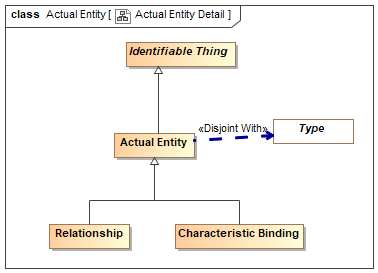 class Actual Entity [ Actual Entity Detail ]
Identifiable Thing
«Disjoint With»
Type
Actual Entity
Relationship
Characteristic Binding